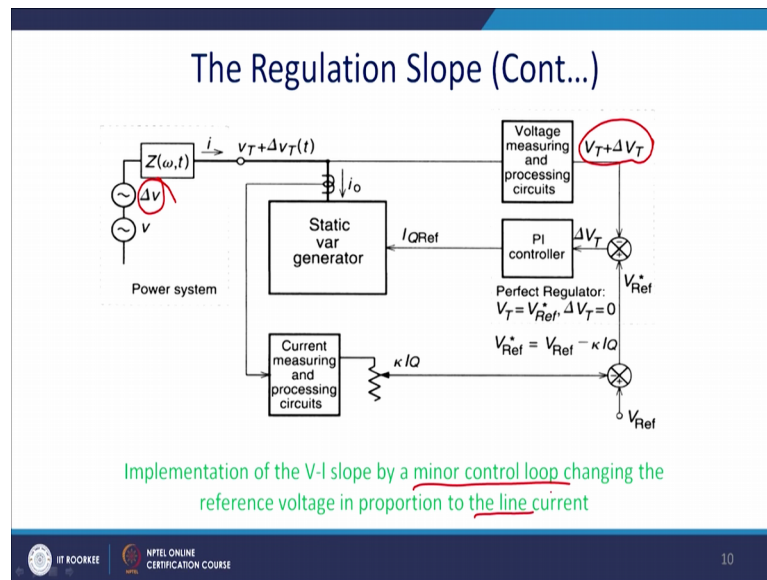 The Regulation Slope (Cont...)
Z(ω,t)
i
vT+ΔvT(t)
Voltage
measuring
and
processing
circuits
VT+ΔVT
Δv
v
io
Static
var
generator
IQRef
PI
controller
ΔVT
V*Ref
Power system
Perfect Regulator:
VT=V*Ref, ΔVT=0
V*Ref = VRef − κIQ
Current
measuring
and
processing
circuits
κIQ
VRef
Implementation of the V-I slope by a minor control loop changing the
reference voltage in proportion to the line current
IIT ROORKEE
NPTEL ONLINE
CERTIFICATION COURSE
10